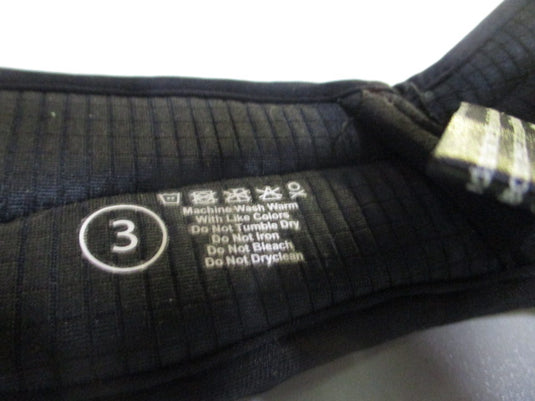 3
Machine Wash Warm
With Like Colors
Do Not Tumble Dry
Do Not Iron
Do Not Bleach
Do Not Dryclean